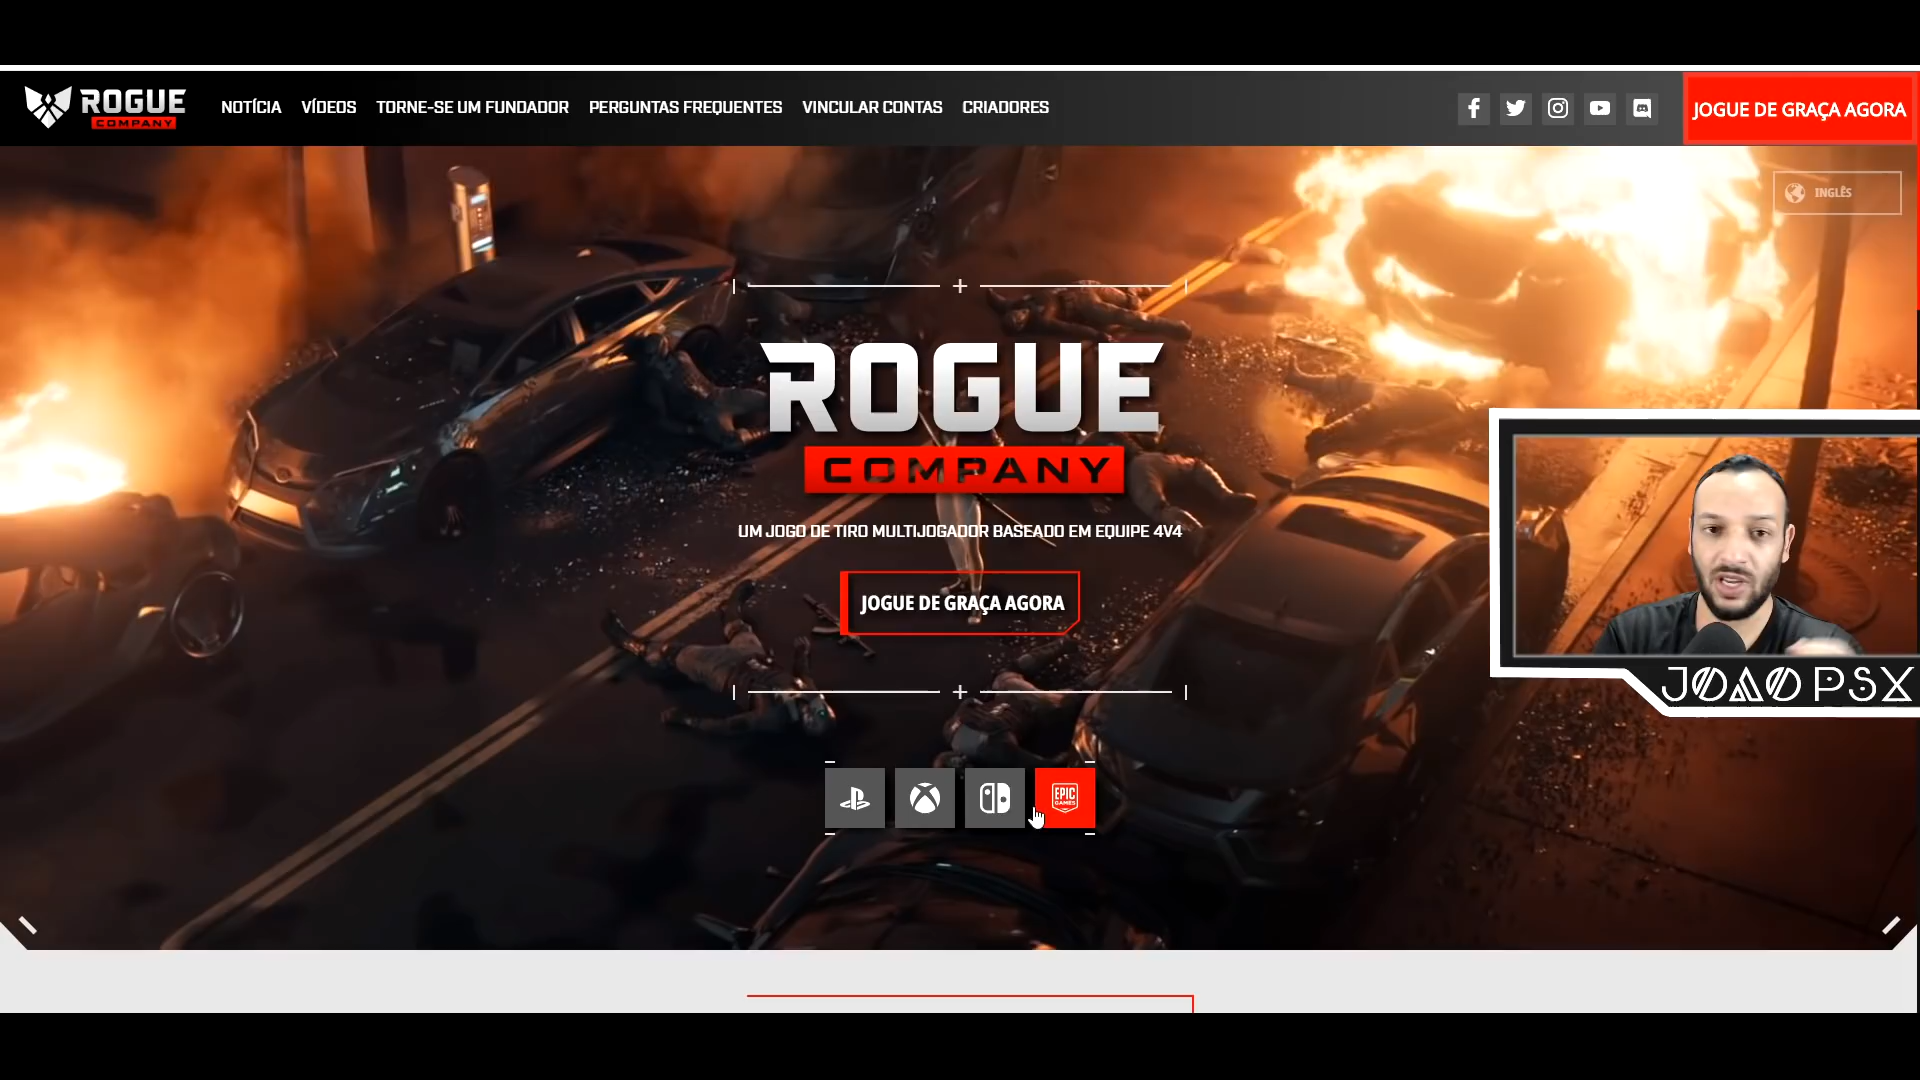 ROGUE
COMPANY
NOTÍCIA
VÍDEOS
TORNE-SE UM FUNDADOR
PERGUNTAS FREQUENTES
VINCULAR CONTAS
CRIADORES
JOGUE DE GRAÇA AGORA
INGLÊS
ROGUE
COMPANY
UM JOGO DE TIRO MULTIJOGADOR BASEADO EM EQUIPE 4V4
JOGUE DE GRAÇA AGORA
JOAO PSX
EPIC
GAMES